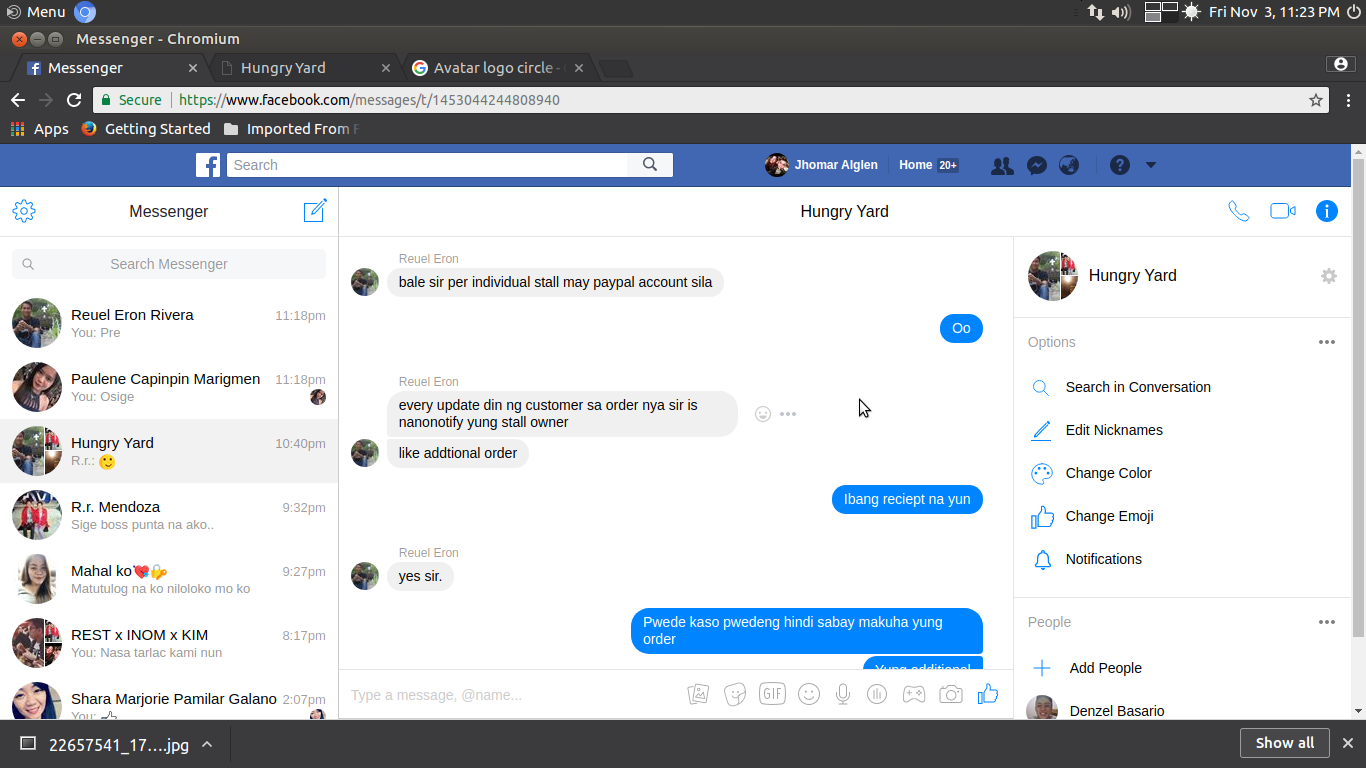 Menu
Fri Nov 3, 11:23 PM
Messenger - Chromium
Messenger
Hungry Yard
Avatar logo circle -
Secure
https://www.facebook.com/messages/t/1453044244808940
Apps
Getting Started
Imported From F
Search
Jhomar Alglen
Home 20+
Messenger
Hungry Yard
Search Messenger
Reuel Eron Rivera 11:18pm
You: Pre
Paulene Capinpin Marigmen 11:18pm
You: Osige
Hungry Yard 10:40pm
R.r.:
R.r. Mendoza 9:32pm
Sige boss punta na ako..
Mahal ko 9:27pm
Matutulog na ko niloloko mo ko
REST x INOM x KIM 8:17pm
You: Nasa tarlac kami nun
Shara Marjorie Pamilar Galano 2:07pm
You:
Reuel Eron
bale sir per individual stall may paypal account sila
Oo
Reuel Eron
every update din ng customer sa order nya sir is
nanonotify yung stall owner
like addtional order
Ibang reciept na yun
Reuel Eron
yes sir.
Pwede kaso pwedeng hindi sabay makuha yung
order
Yung additional
Type a message, @name...
GIF
Hungry Yard
Options
Search in Conversation
Edit Nicknames
Change Color
Change Emoji
Notifications
People
Add People
Denzel Basario
22657541_17....jpg
Show all